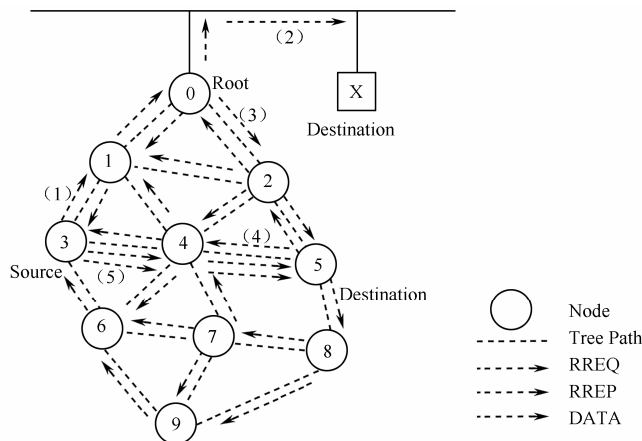 (2)
0
Root
X
Destination
(3)
1
2
(1)
3
4
(4)
5
Source
(5)
Destination
6
7
8
9
Node
Tree Path
RREQ
RREP
DATA